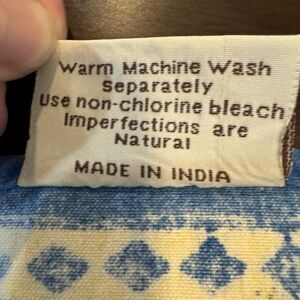 Warm Machine Wash
Separately
Use non-chlorine bleach
Imperfections are
Natural
MADE IN INDIA